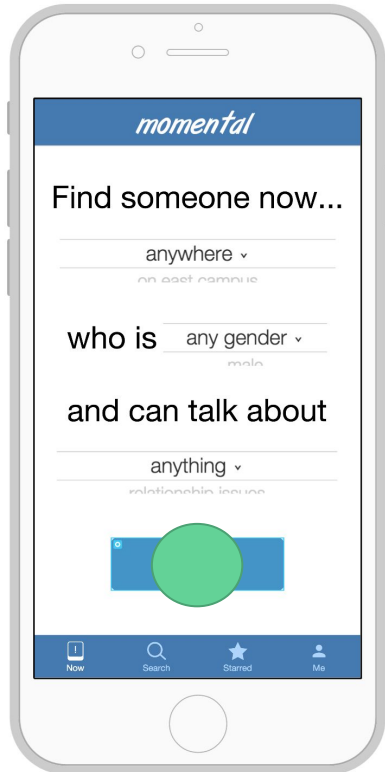 momental
Find someone now...
anywhere
on east campus
who is any gender
male
and can talk about
anything
relationship issues
!
Now Search Starred Me